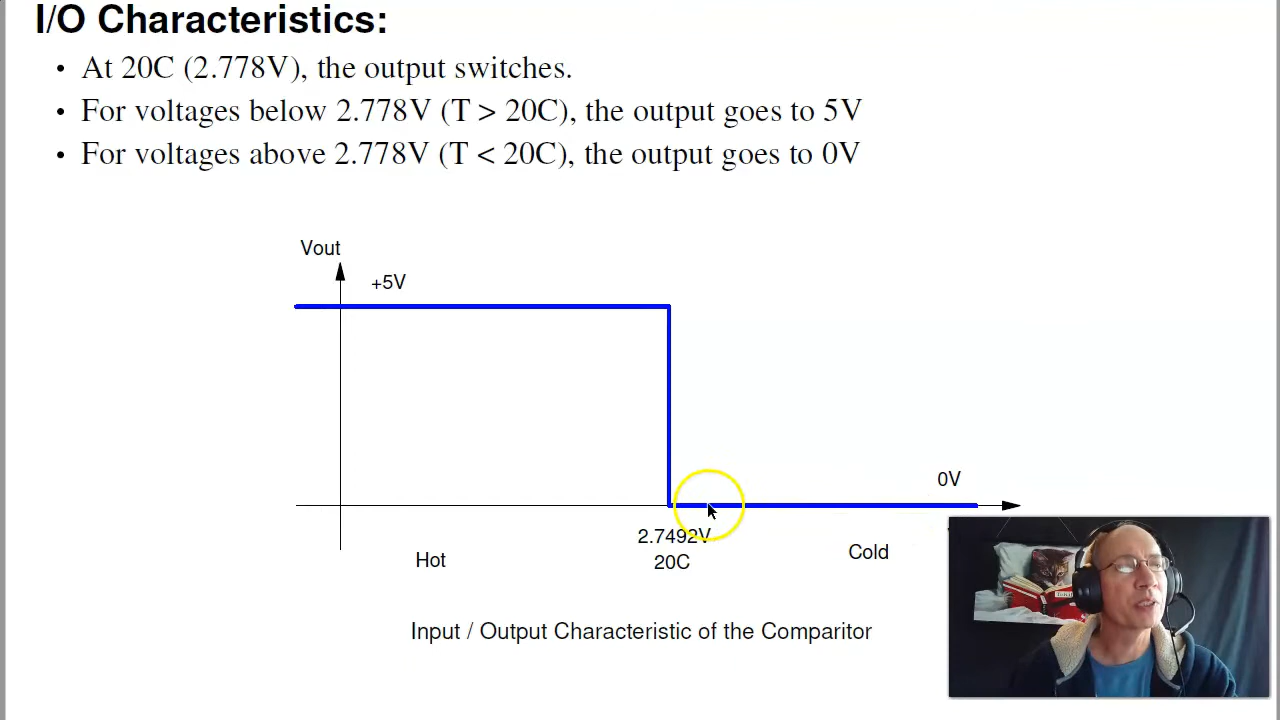 I/O Characteristics:
• At 20C (2.778V), the output switches.
• For voltages below 2.778V (T > 20C), the output goes to 5V
• For voltages above 2.778V (T < 20C), the output goes to 0V
Vout
+5V
0V
2.7492V
20C
Hot
Cold
Input / Output Characteristic of the Comparitor